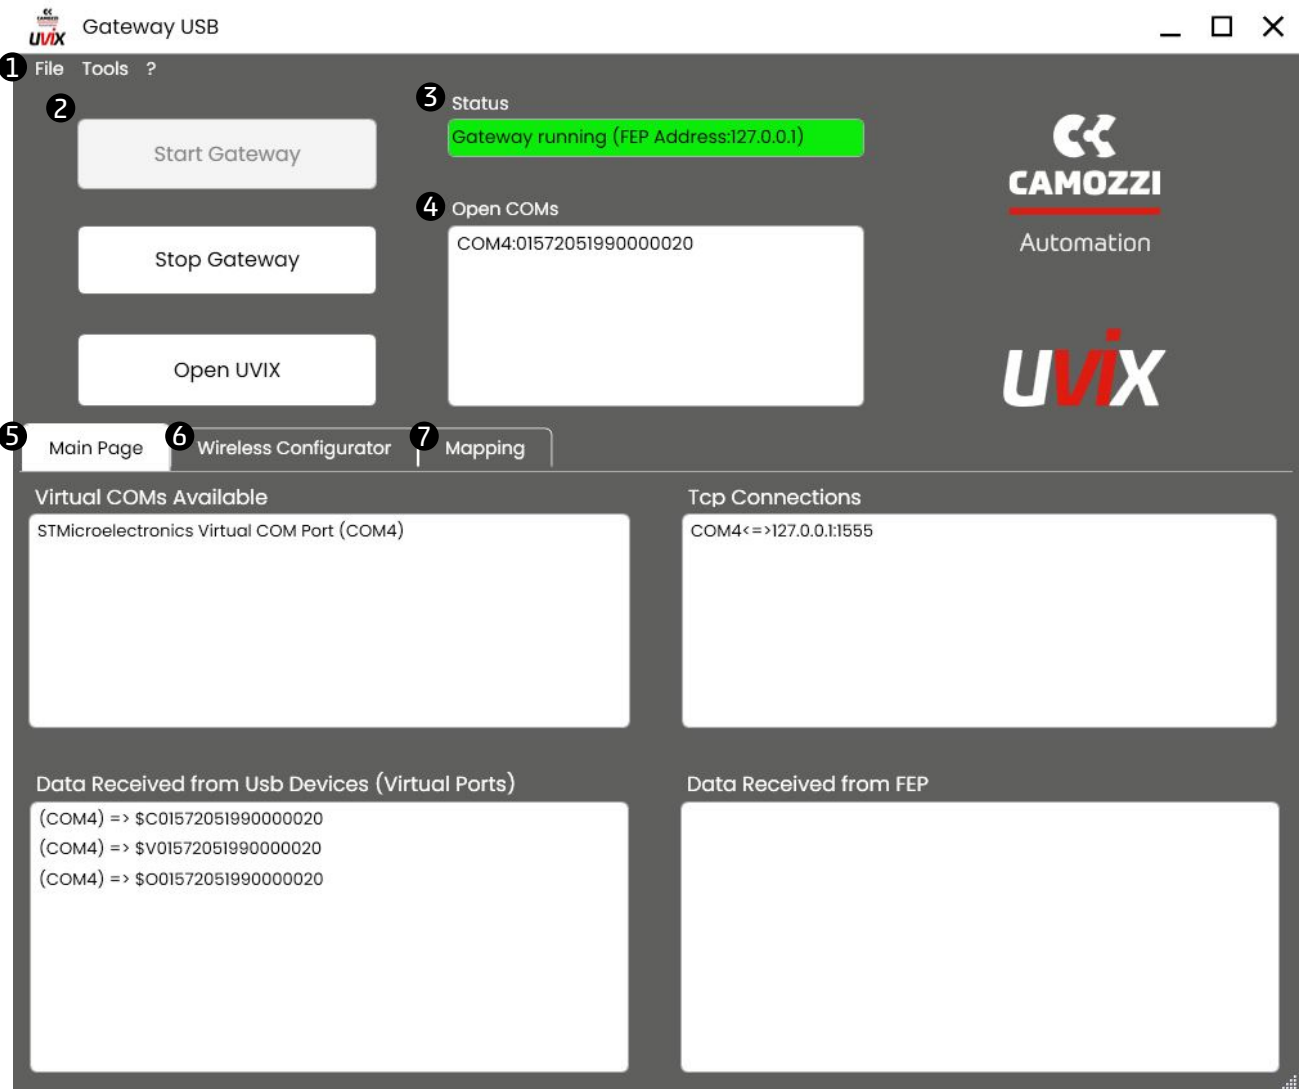 CAMOZZI
UVIX
Gateway USB
1 File Tools ?
2
Start Gateway
Stop Gateway
Open UVIX
3 Status
Gateway running (FEP Address:127.0.0.1)
4 Open COMs
COM4:01572051990000020
CAMOZZI
Automation
UVIX
5 Main Page 6 Wireless Configurator 7 Mapping
Virtual COMs Available
STMicroelectronics Virtual COM Port (COM4)
Tcp Connections
COM4<=>127.0.0.1:1555
Data Received from Usb Devices (Virtual Ports)
(COM4) => $C01572051990000020
(COM4) => $V01572051990000020
(COM4) => $O01572051990000020
Data Received from FEP